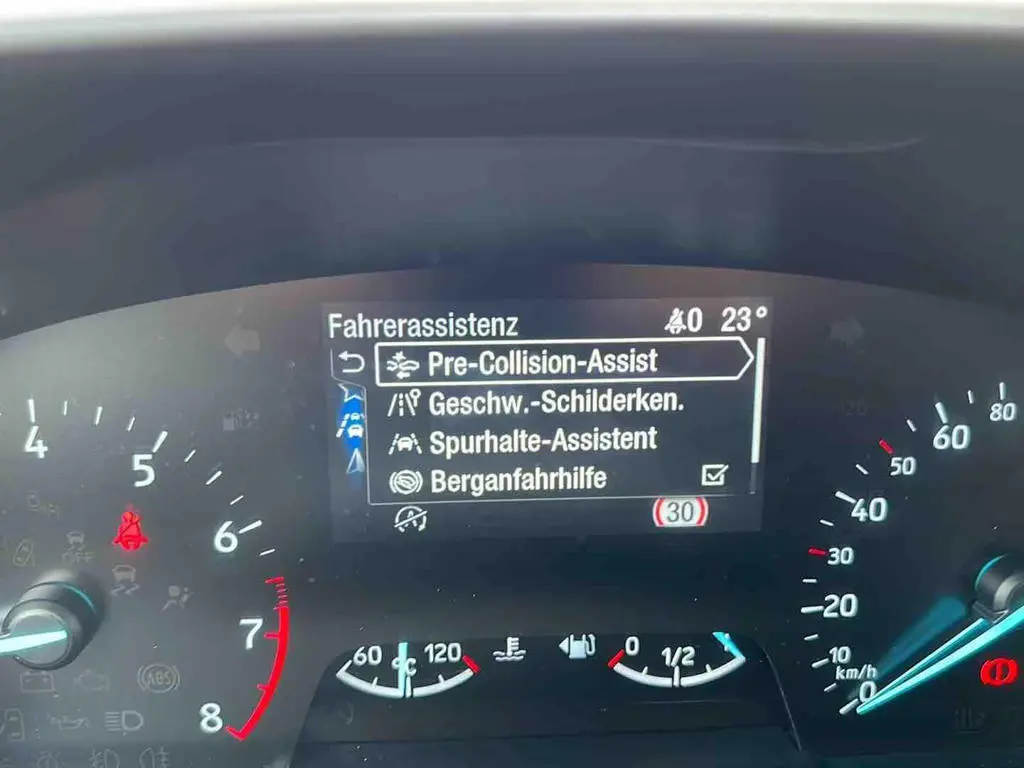 Fahrerassistenz 0 23°
Pre-Collision-Assist
Geschw.-Schilderken.
Spurhalte-Assistent
Berganfahrhilfe
30
4
5
6
7
8
60 °C 120
0 1/2
80
60
50
40
30
20
10
km/h
0
ABS
OFF
A